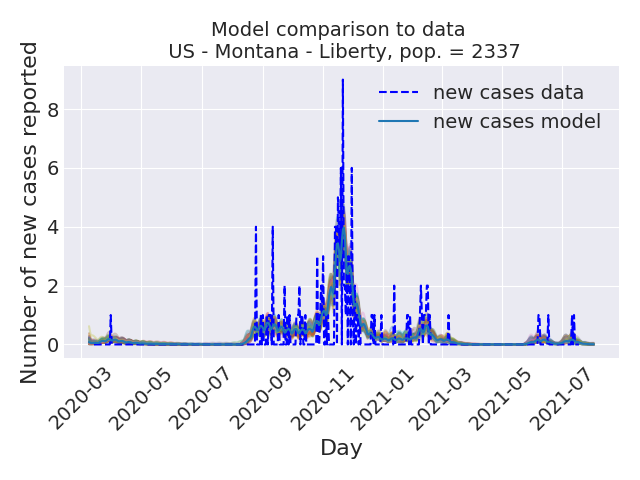 Model comparison to data
US - Montana - Liberty, pop. = 2337
Number of new cases reported
new cases data
new cases model
8
6
4
2
0
2020-03
2020-05
2020-07
2020-09
2020-11
2021-01
2021-03
2021-05
2021-07
Day